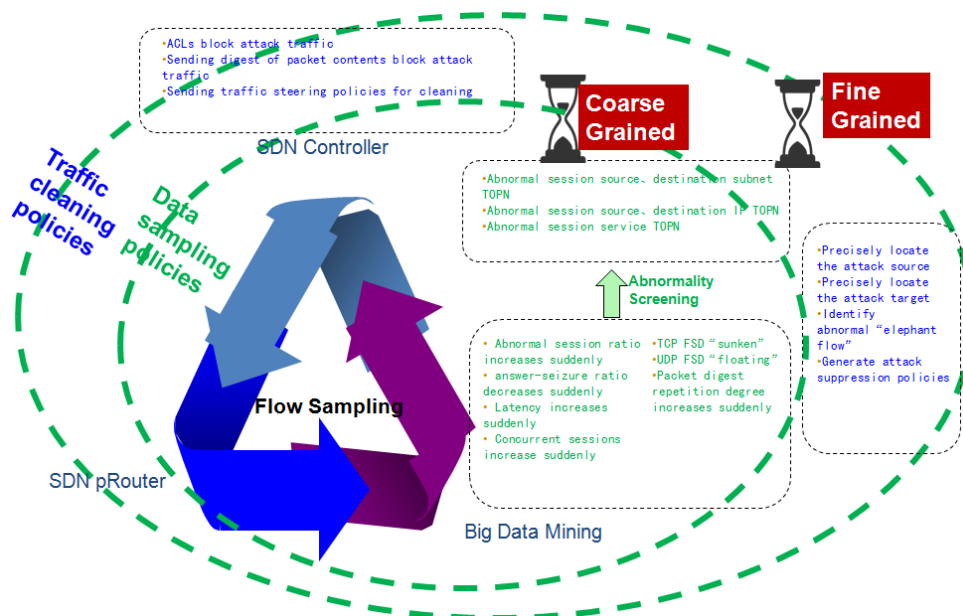 •ACLs block attack traffic
•Sending digest of packet contents block attack
traffic
•Sending traffic steering policies for cleaning
SDN Controller
Coarse
Grained
Fine
Grained
Traffic
cleaning
policies
Data
sampling
policies
•Abnormal session source、destination subnet
TOPN
•Abnormal session source、destination IP TOPN
•Abnormal session service TOPN
Abnormality
Screening
•Precisely locate
the attack source
•Precisely locate
the attack target
•Identify
abnormal “elephant
flow”
•Generate attack
suppression policies
• Abnormal session ratio
increases suddenly
• answer-seizure ratio
decreases suddenly
• Latency increases
suddenly
• Concurrent sessions
increase suddenly
•TCP FSD “sunken”
•UDP FSD “floating”
•Packet digest
repetition degree
increases suddenly
Flow Sampling
SDN pRouter
Big Data Mining